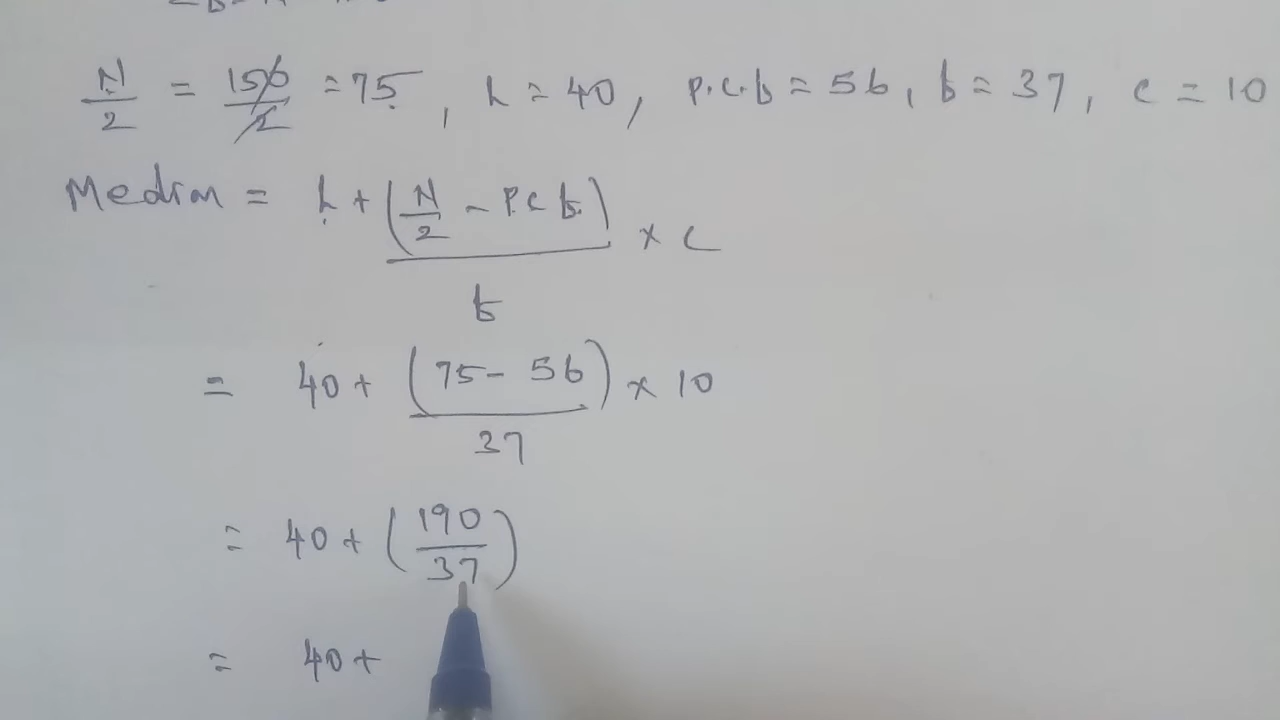 N/2 = 150/2 = 75, L = 40, P.C.f = 56, f = 37, c = 10
Median = L + (N/2 - P.C f.)/f × c
= 40 + (75 - 56)/37 × 10
= 40 + (190/37)
= 40 +